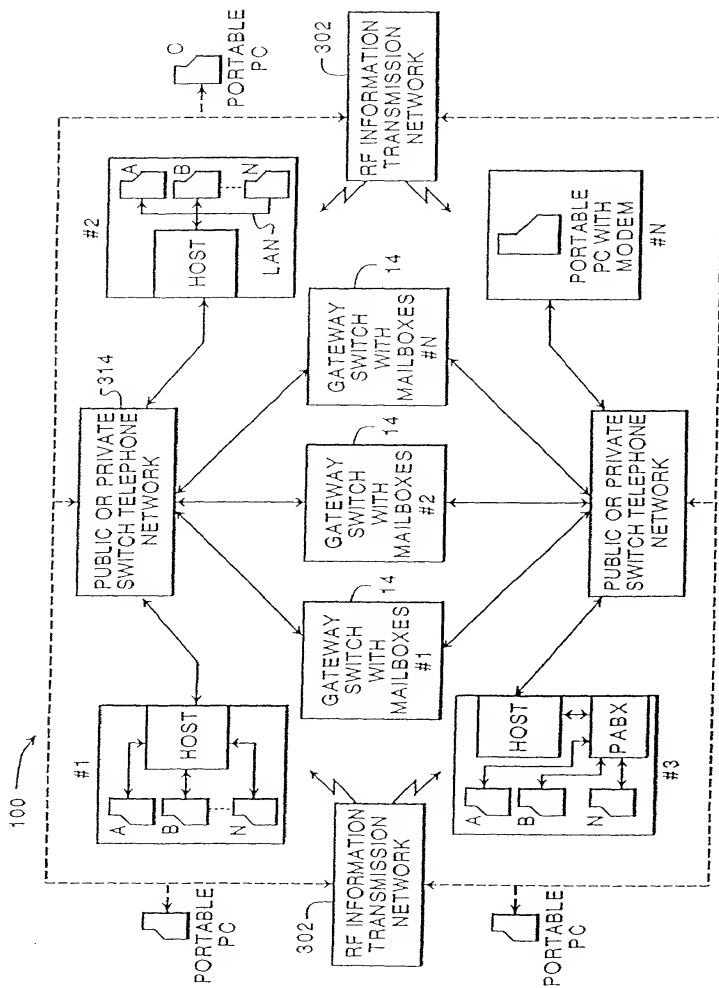 100
#1
A
B
N
HOST
PUBLIC OR PRIVATE
SWITCH TELEPHONE
NETWORK
314
#2
HOST
A
B
N
LAN
C
PORTABLE
PC
PORTABLE
PC
302
RF INFORMATION
TRANSMISSION
NETWORK
14
GATEWAY
SWITCH
WITH
MAILBOXES
#1
14
GATEWAY
SWITCH
WITH
MAILBOXES
#2
14
GATEWAY
SWITCH
WITH
MAILBOXES
#N
302
RF INFORMATION
TRANSMISSION
NETWORK
PORTABLE
PC
A
B
N
HOST
PABX
#3
PUBLIC OR PRIVATE
SWITCH TELEPHONE
NETWORK
PORTABLE
PC WITH
MODEM
#N